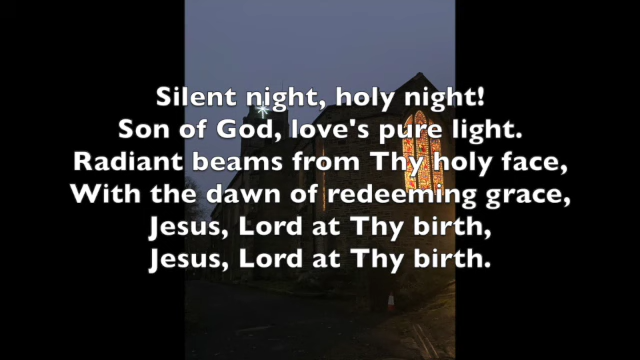 Silent night, holy night!
Son of God, love's pure light.
Radiant beams from Thy holy face,
With the dawn of redeeming grace,
Jesus, Lord at Thy birth,
Jesus, Lord at Thy birth.